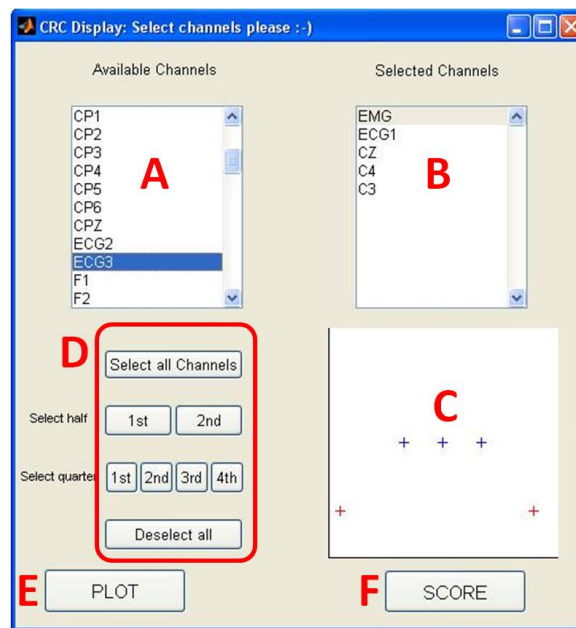 CRC Display: Select channels please :-)
Available Channels
Selected Channels
CP1
CP2
CP3
CP4
CP5
CP6
CPZ
ECG2
ECG3
F1
F2
A
EMG
ECG1
CZ
C4
C3
B
D
Select all Channels
Select half
1st 2nd
Select quarter
1st 2nd 3rd 4th
Deselect all
C
E
PLOT
F
SCORE